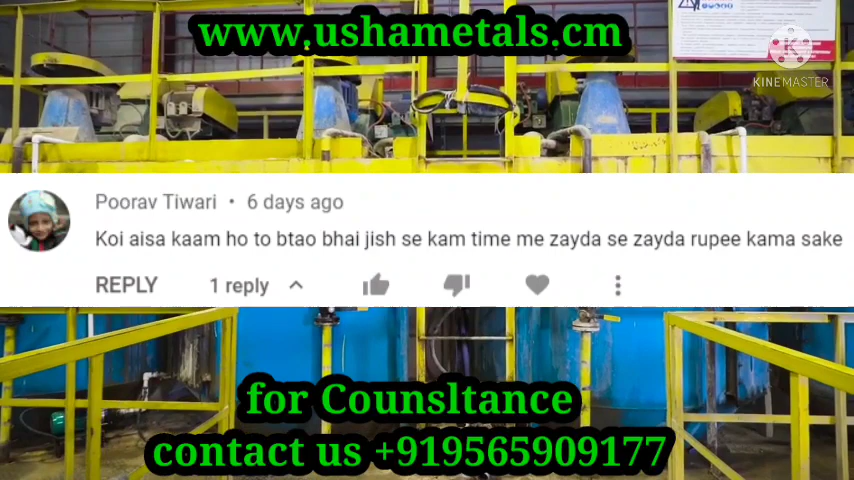 www.ushametals.cm
KINEMASTER
Poorav Tiwari • 6 days ago
Koi aisa kaam ho to btao bhai jish se kam time me zayda se zayda rupee kama sake
REPLY 1 reply
for Counsltance
contact us +919565909177